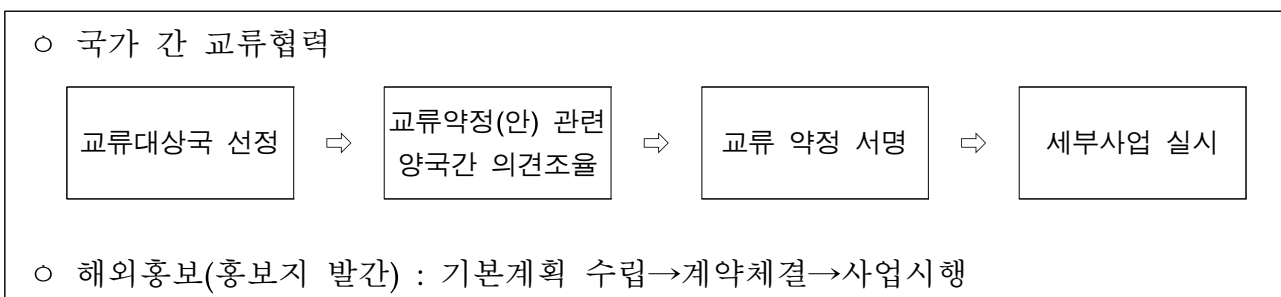 ㅇ 국가 간 교류협력
교류대상국 선정 ⇨ 교류약정(안) 관련 양국간 의견조율 ⇨ 교류 약정 서명 ⇨ 세부사업 실시
ㅇ 해외홍보(홍보지 발간) : 기본계획 수립→계약체결→사업시행